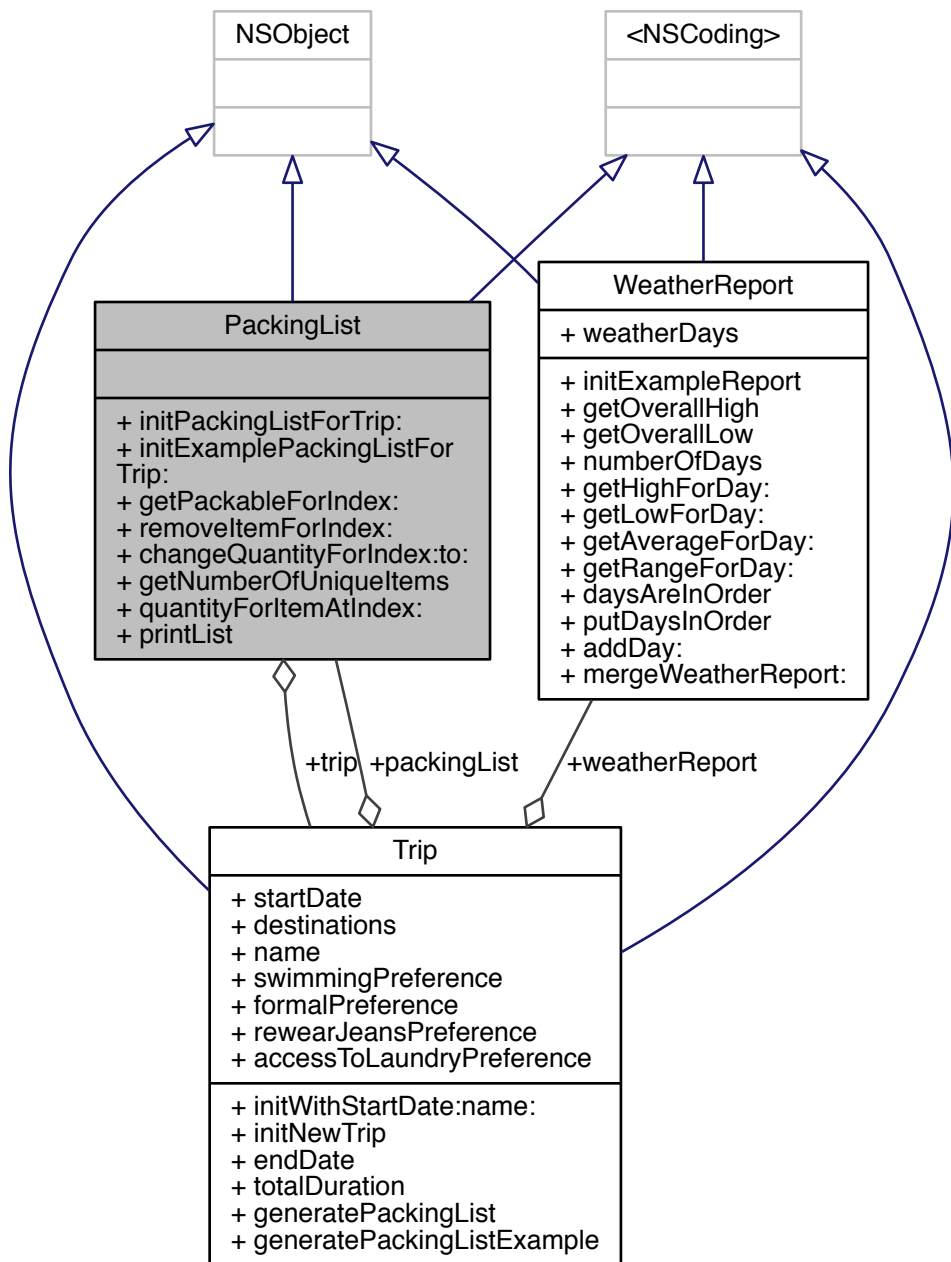 NSObject
<NSCoding>
PackingList
+ initPackingListForTrip:
+ initExamplePackingListFor
Trip:
+ getPackableForIndex:
+ removeItemForIndex:
+ changeQuantityForIndex:to:
+ getNumberOfUniqueItems
+ quantityForItemAtIndex:
+ printList
WeatherReport
+ weatherDays
+ initExampleReport
+ getOverallHigh
+ getOverallLow
+ numberOfDays
+ getHighForDay:
+ getLowForDay:
+ getAverageForDay:
+ getRangeForDay:
+ daysAreInOrder
+ putDaysInOrder
+ addDay:
+ mergeWeatherReport:
+trip
+packingList
+weatherReport
Trip
+ startDate
+ destinations
+ name
+ swimmingPreference
+ formalPreference
+ rewearJeansPreference
+ accessToLaundryPreference
+ initWithStartDate:name:
+ initNewTrip
+ endDate
+ totalDuration
+ generatePackingList
+ generatePackingListExample